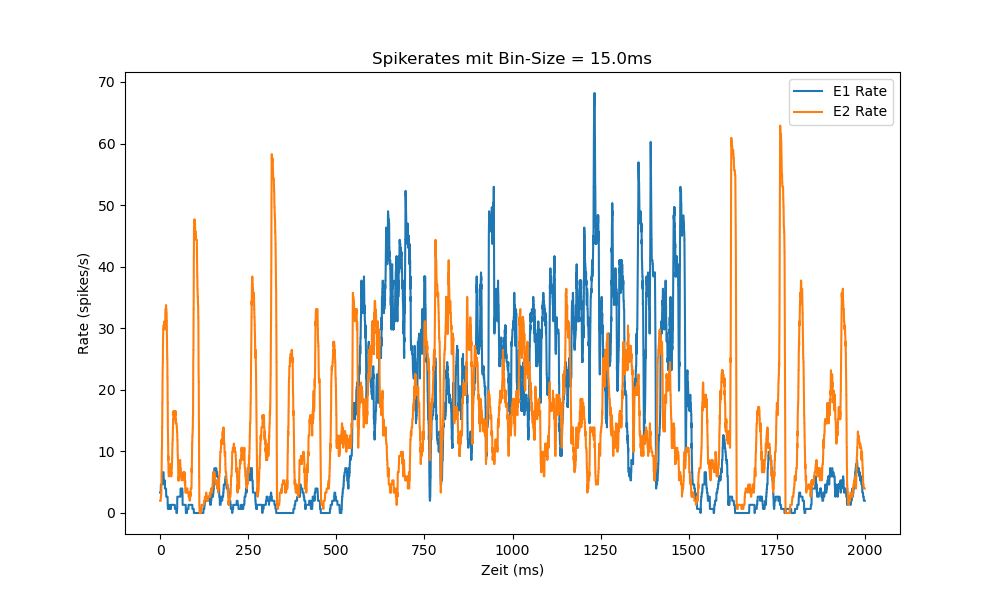 Spikerates mit Bin-Size = 15.0ms
E1 Rate
E2 Rate
Rate (spikes/s)
70
60
50
40
30
20
10
0
0 250 500 750 1000 1250 1500 1750 2000
Zeit (ms)